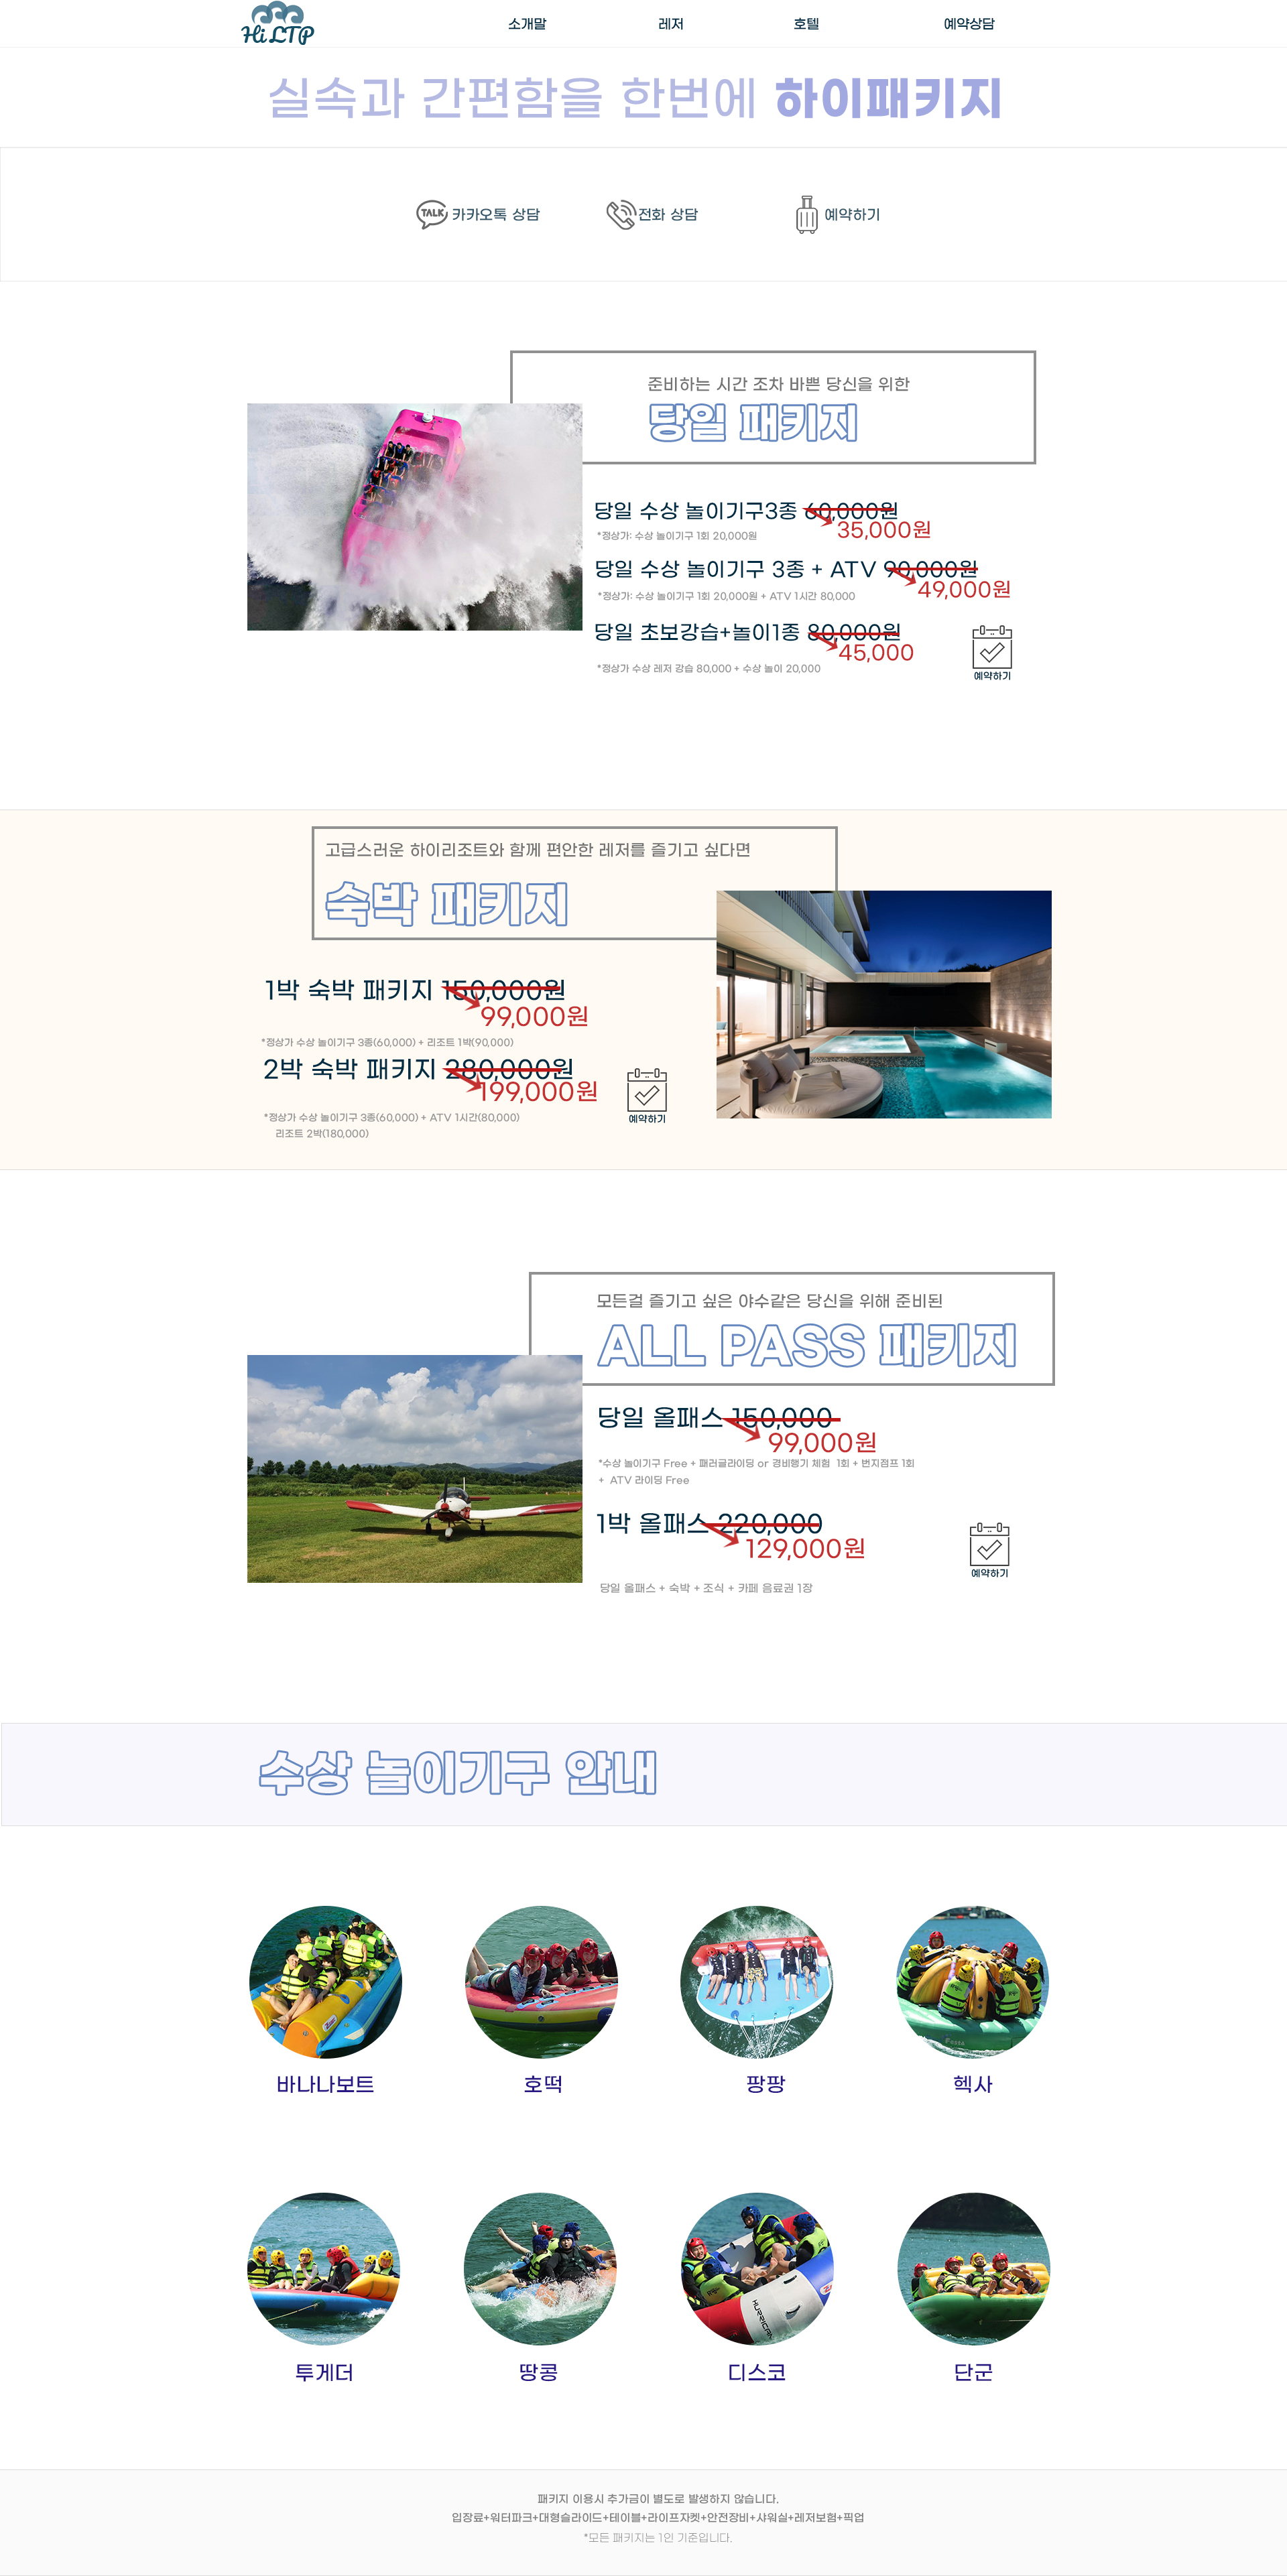 Hi LTP
소개말
레저
호텔
예약상담
실속과 간편함을 한번에 하이패키지
TALK 카카오톡 상담
전화 상담
예약하기
준비하는 시간 조차 바쁜 당신을 위한
당일 패키지
당일 수상 놀이기구3종 60,000원
35,000원
*정상가: 수상 놀이기구 1회 20,000원
당일 수상 놀이기구 3종 + ATV 90,000원
49,000원
*정상가: 수상 놀이기구 1회 20,000원 + ATV 1시간 80,000
당일 초보강습+놀이1종 80,000원
45,000
*정상가 수상 레저 강습 80,000 + 수상 놀이 20,000
예약하기
고급스러운 하이리조트와 함께 편안한 레저를 즐기고 싶다면
숙박 패키지
1박 숙박 패키지 150,000원
99,000원
*정상가 수상 놀이기구 3종(60,000) + 리조트 1박(90,000)
2박 숙박 패키지 280,000원
199,000원
*정상가 수상 놀이기구 3종(60,000) + ATV 1시간(80,000)
리조트 2박(180,000)
예약하기
모든걸 즐기고 싶은 야수같은 당신을 위해 준비된
ALL PASS 패키지
당일 올패스 150,000
99,000원
*수상 놀이기구 Free + 패러글라이딩 or 경비행기 체험 1회 + 번지점프 1회
+ ATV 라이딩 Free
1박 올패스 220,000
129,000원
당일 올패스 + 숙박 + 조식 + 카페 음료권 1장
예약하기
수상 놀이기구 안내
바나나보트
호떡
팡팡
헥사
HURRICAN
투게더
땅콩
디스코
단군
패키지 이용시 추가금이 별도로 발생하지 않습니다.
입장료+워터파크+대형슬라이드+테이블+라이프자켓+안전장비+샤워실+레저보험+픽업
*모든 패키지는 1인 기준입니다.